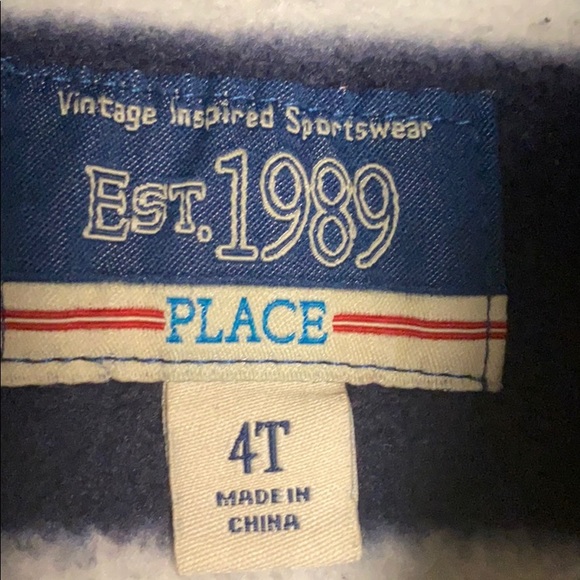 Vintage Inspired Sportswear
EST. 1989
PLACE
4T
MADE IN
CHINA